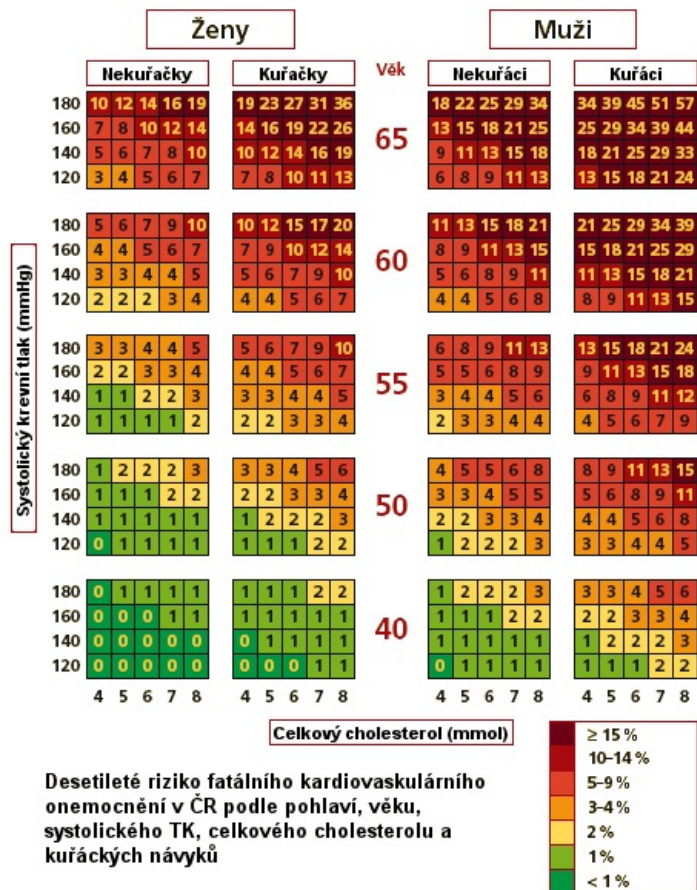 Ženy Muži
Nekuřačky Kuřačky Věk Nekuřáci Kuřáci
180 10 12 14 16 19 19 23 27 31 36 18 22 25 29 34 34 39 45 51 57
160 7 8 10 12 14 14 16 19 22 26 13 15 18 21 25 25 29 34 39 44
65
140 5 6 7 8 10 10 12 14 16 19 9 11 13 15 18 18 21 25 29 33
120 3 4 5 6 7 7 8 10 11 13 6 8 9 11 13 13 15 18 21 24
180 5 6 7 9 10 10 12 15 17 20 11 13 15 18 21 21 25 29 34 39
160 4 4 5 6 7 7 9 10 12 14 8 9 11 13 15 15 18 21 25 29
60
140 3 3 4 4 5 5 6 7 9 10 5 6 8 9 11 11 13 15 18 21
120 2 2 2 3 4 4 4 5 6 7 4 4 5 6 8 8 9 11 13 15
Systolický krevní tlak (mmHg)
180 3 3 4 4 5 5 6 7 9 10 6 8 9 11 13 13 15 18 21 24
160 2 2 3 3 4 4 4 5 6 7 5 5 6 8 9 9 11 13 15 18
55
140 1 1 2 2 3 3 3 4 4 5 3 4 4 5 6 6 8 9 11 12
120 1 1 1 1 2 2 2 3 3 4 2 3 3 4 4 4 5 6 7 9
180 1 2 2 2 3 3 3 4 5 6 4 5 5 6 8 8 9 11 13 15
160 1 1 1 2 2 2 2 3 3 4 3 3 4 5 5 5 6 8 9 11
50
140 1 1 1 1 1 1 2 2 2 3 2 2 3 3 4 4 4 5 6 8
120 0 1 1 1 1 1 1 1 2 2 1 2 2 2 3 3 3 4 4 5
180 0 1 1 1 1 1 1 1 2 2 1 2 2 2 3 3 3 4 5 6
160 0 0 0 1 1 1 1 1 1 1 1 1 1 2 2 2 2 3 3 4
40
140 0 0 0 0 0 0 1 1 1 1 1 1 1 1 1 1 2 2 2 3
120 0 0 0 0 0 0 0 0 1 1 0 1 1 1 1 1 1 1 2 2
4 5 6 7 8 4 5 6 7 8 4 5 6 7 8 4 5 6 7 8
Celkový cholesterol (mmol)
≥ 15 %
10–14 %
5–9 %
3–4 %
2 %
1 %
< 1 %
Desetileté riziko fatálního kardiovaskulárního
onemocnění v ČR podle pohlaví, věku,
systolického TK, celkového cholesterolu a
kuřáckých návyků